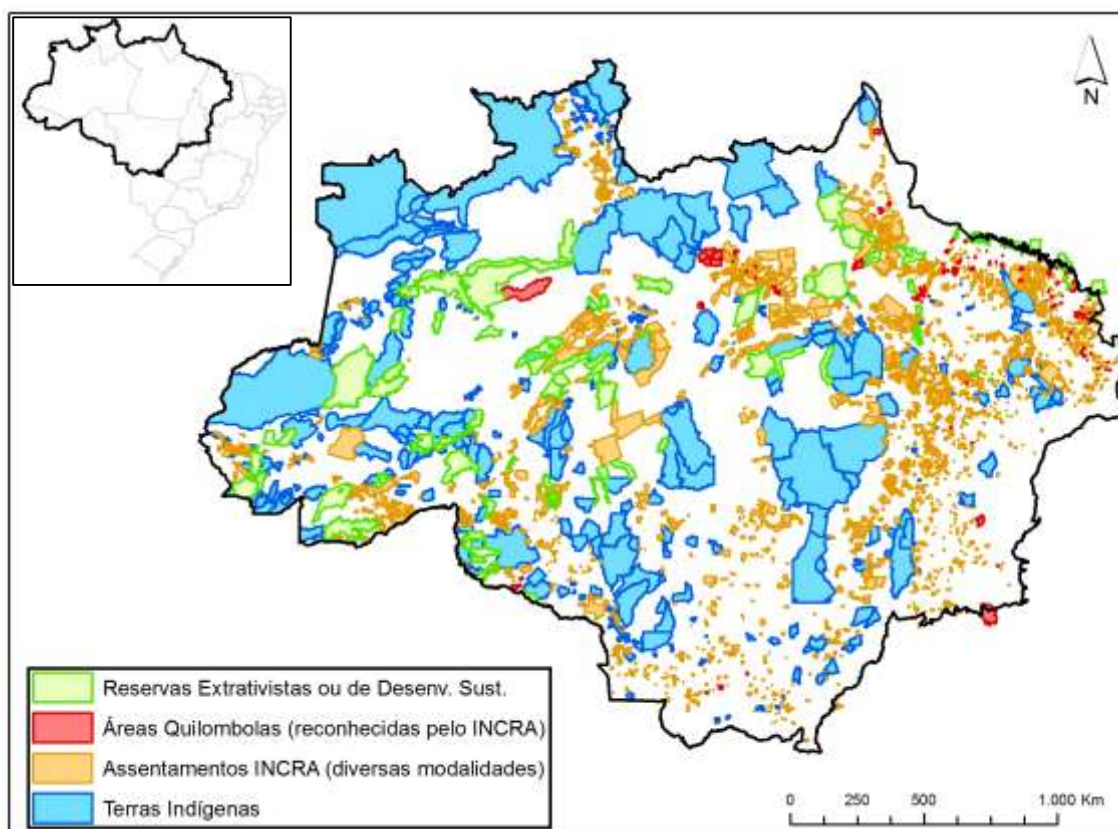 N
Reservas Extrativistas ou de Desenv. Sust.
Áreas Quilombolas (reconhecidas pelo INCRA)
Assentamentos INCRA (diversas modalidades)
Terras Indígenas
0 250 500 1.000 Km